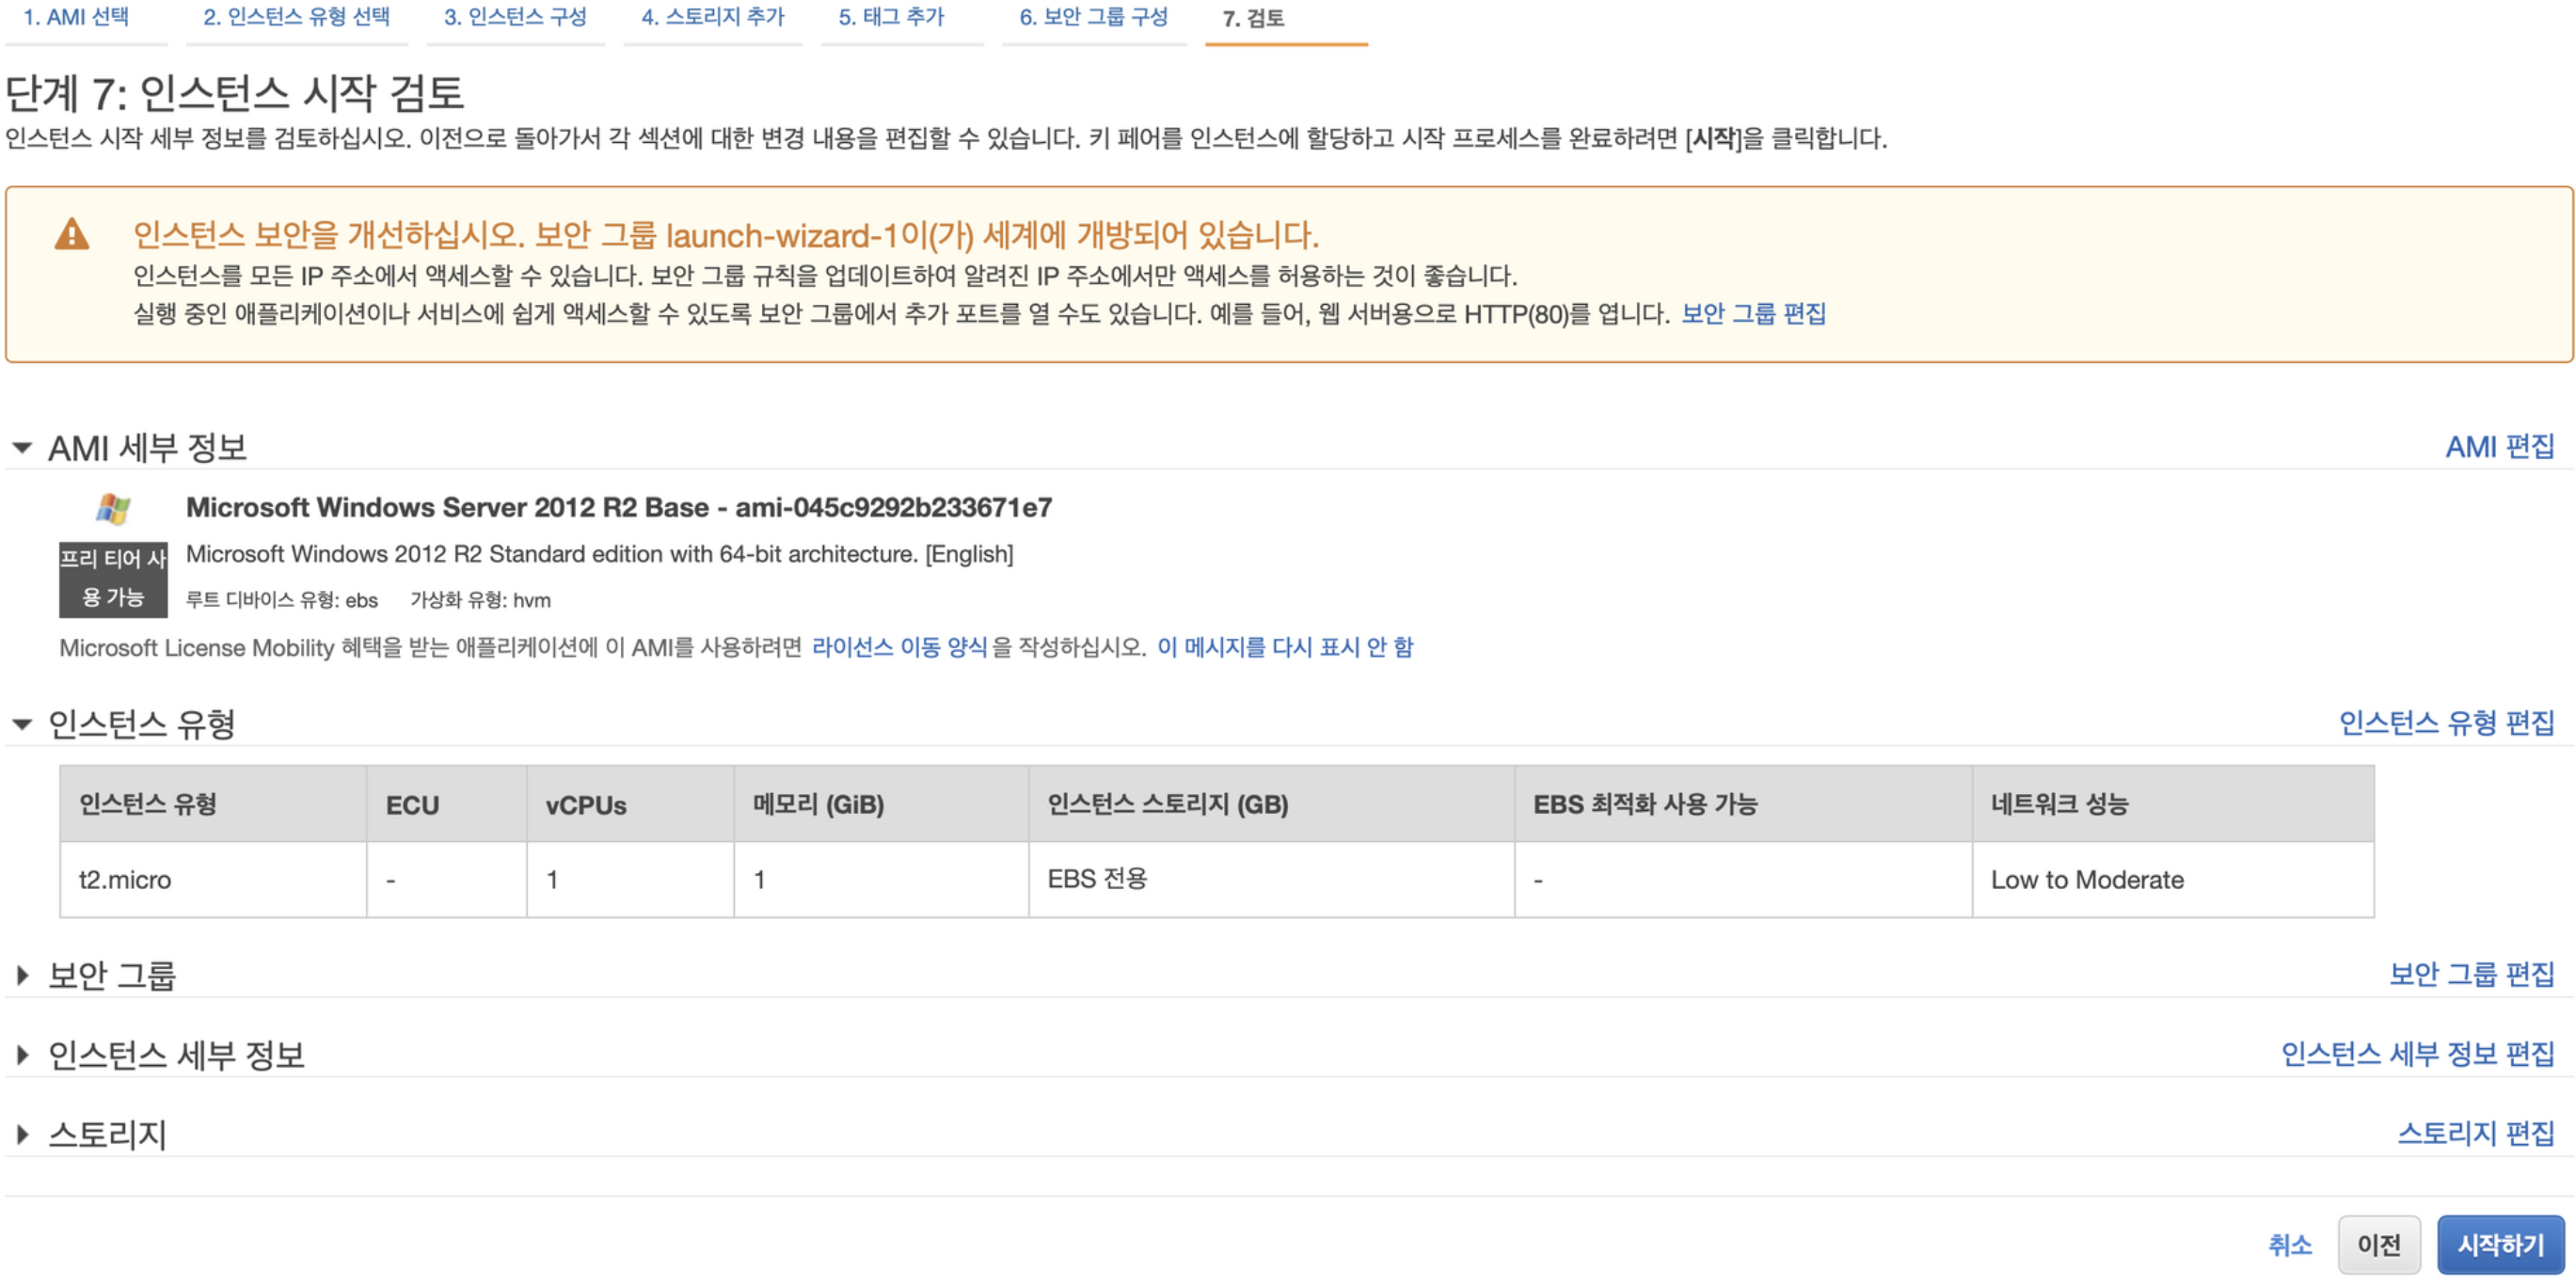 1. AMI 선택 2. 인스턴스 유형 선택 3. 인스턴스 구성 4. 스토리지 추가 5. 태그 추가 6. 보안 그룹 구성 7. 검토
단계 7: 인스턴스 시작 검토
인스턴스 시작 세부 정보를 검토하십시오. 이전으로 돌아가서 각 섹션에 대한 변경 내용을 편집할 수 있습니다. 키 페어를 인스턴스에 할당하고 시작 프로세스를 완료하려면 [시작]을 클릭합니다.
인스턴스 보안을 개선하십시오. 보안 그룹 launch-wizard-1이(가) 세계에 개방되어 있습니다.
인스턴스를 모든 IP 주소에서 액세스할 수 있습니다. 보안 그룹 규칙을 업데이트하여 알려진 IP 주소에서만 액세스를 허용하는 것이 좋습니다.
실행 중인 애플리케이션이나 서비스에 쉽게 액세스할 수 있도록 보안 그룹에서 추가 포트를 열 수도 있습니다. 예를 들어, 웹 서버용으로 HTTP(80)를 엽니다. 보안 그룹 편집
AMI 세부 정보 AMI 편집
Microsoft Windows Server 2012 R2 Base - ami-045c9292b233671e7
프리 티어 사용 가능
Microsoft Windows 2012 R2 Standard edition with 64-bit architecture. [English]
루트 디바이스 유형: ebs 가상화 유형: hvm
Microsoft License Mobility 혜택을 받는 애플리케이션에 이 AMI를 사용하려면 라이선스 이동 양식을 작성하십시오. 이 메시지를 다시 표시 안 함
인스턴스 유형 인스턴스 유형 편집
인스턴스 유형 ECU vCPUs 메모리 (GiB) 인스턴스 스토리지 (GB) EBS 최적화 사용 가능 네트워크 성능
t2.micro - 1 1 EBS 전용 - Low to Moderate
보안 그룹 보안 그룹 편집
인스턴스 세부 정보 인스턴스 세부 정보 편집
스토리지 스토리지 편집
취소 이전 시작하기